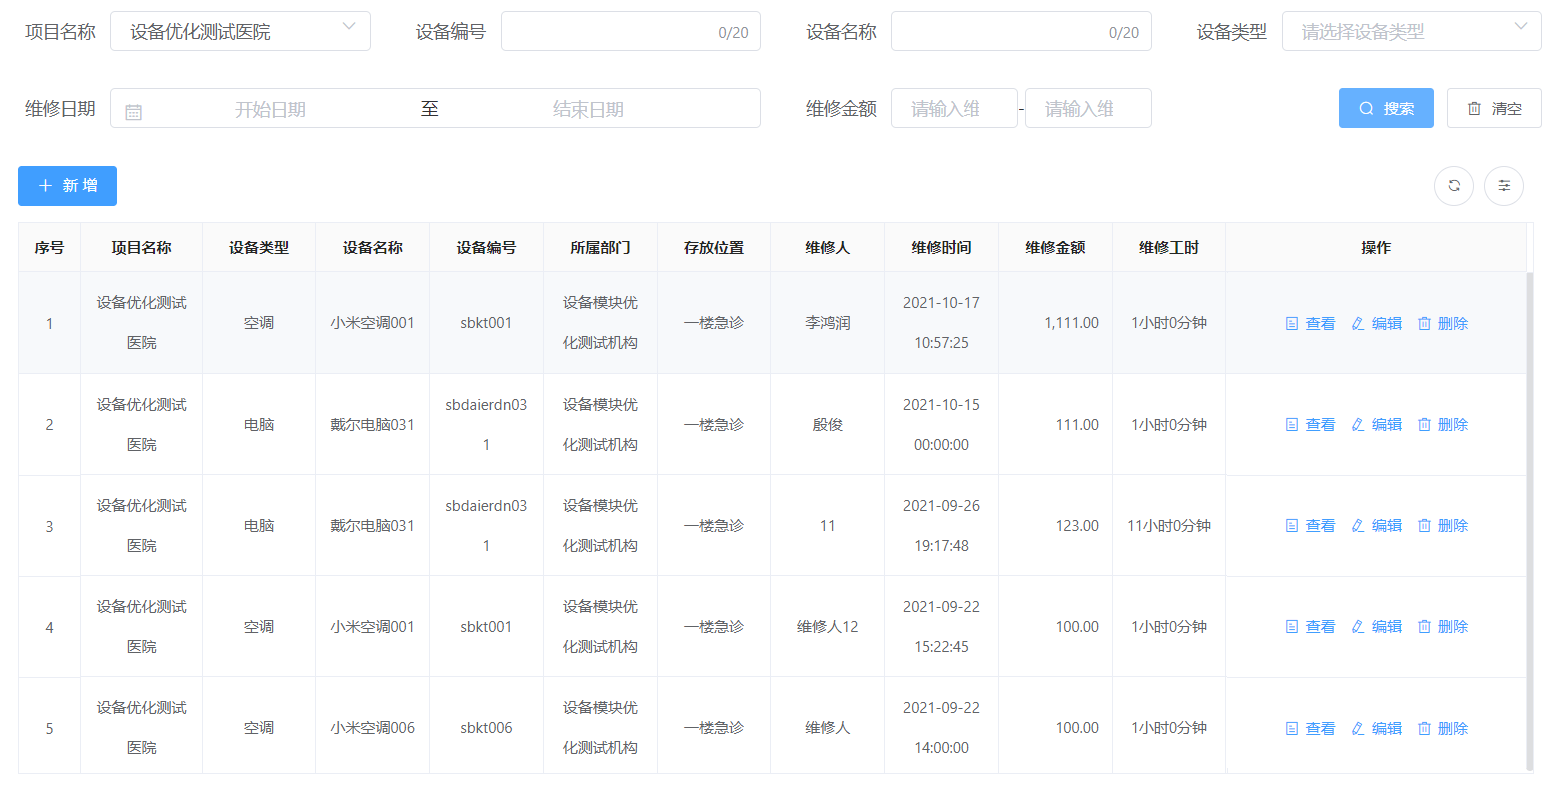 项目名称 设备优化测试医院 设备编号 0/20 设备名称 0/20 设备类型 请选择设备类型
维修日期 开始日期 至 结束日期 维修金额 请输入维 - 请输入维 搜索 清空
新 增
序号 项目名称 设备类型 设备名称 设备编号 所属部门 存放位置 维修人 维修时间 维修金额 维修工时 操作
设备优化测试 设备模块优 2021-10-17
1 空调 小米空调001 sbkt001 一楼急诊 李鸿润 1,111.00 1小时0分钟 查看 编辑 删除
医院 化测试机构 10:57:25
设备优化测试 sbdaierdn03 设备模块优 2021-10-15
2 电脑 戴尔电脑031 一楼急诊 殷俊 111.00 1小时0分钟 查看 编辑 删除
医院 1 化测试机构 00:00:00
设备优化测试 sbdaierdn03 设备模块优 2021-09-26
3 电脑 戴尔电脑031 一楼急诊 11 123.00 11小时0分钟 查看 编辑 删除
医院 1 化测试机构 19:17:48
设备优化测试 设备模块优 2021-09-22
4 空调 小米空调001 sbkt001 一楼急诊 维修人12 100.00 1小时0分钟 查看 编辑 删除
医院 化测试机构 15:22:45
设备优化测试 设备模块优 2021-09-22
5 空调 小米空调006 sbkt006 一楼急诊 维修人 100.00 1小时0分钟 查看 编辑 删除
医院 化测试机构 14:00:00